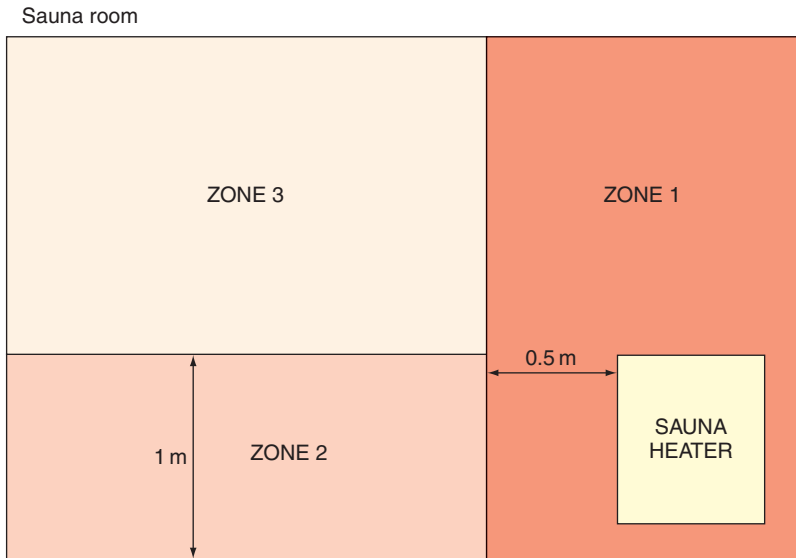 Sauna room
ZONE 3
ZONE 1
0.5 m
1 m
ZONE 2
SAUNA
HEATER